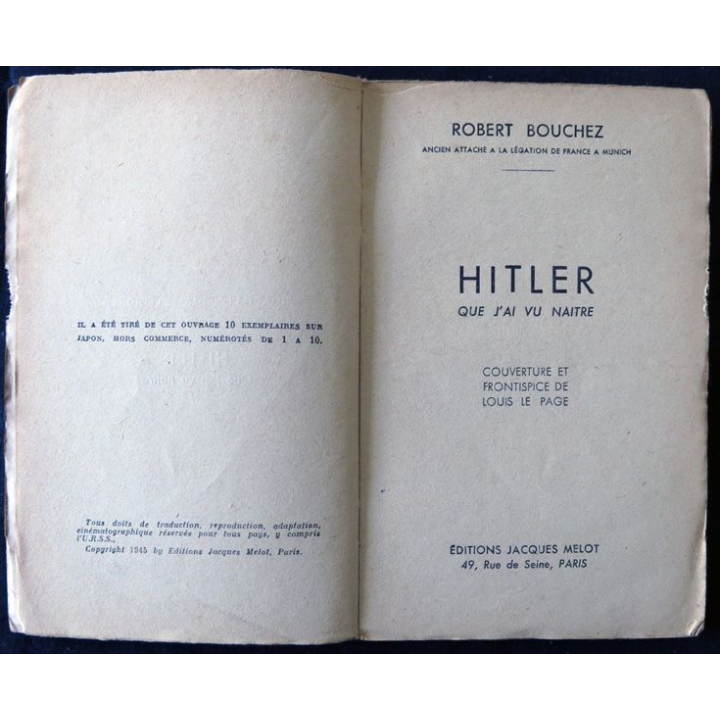 IL A ÉTÉ TIRÉ DE CET OUVRAGE 10 EXEMPLAIRES SUR
JAPON, HORS COMMERCE, NUMÉROTÉS DE 1 A 10.
Tous doits de traduction, reproduction, adaptation,
cinématographique réservés pour tous pays, y compris
l'U.R.S.S..
Copyright 1945 by Editions Jacques Melot, Paris.
ROBERT BOUCHEZ
ANCIEN ATTACHÉ A LA LÉGATION DE FRANCE A MUNICH
HITLER
QUE J'AI VU NAITRE
COUVERTURE ET
FRONTISPICE DE
LOUIS LE PAGE
ÉDITIONS JACQUES MELOT
49, Rue de Seine, PARIS